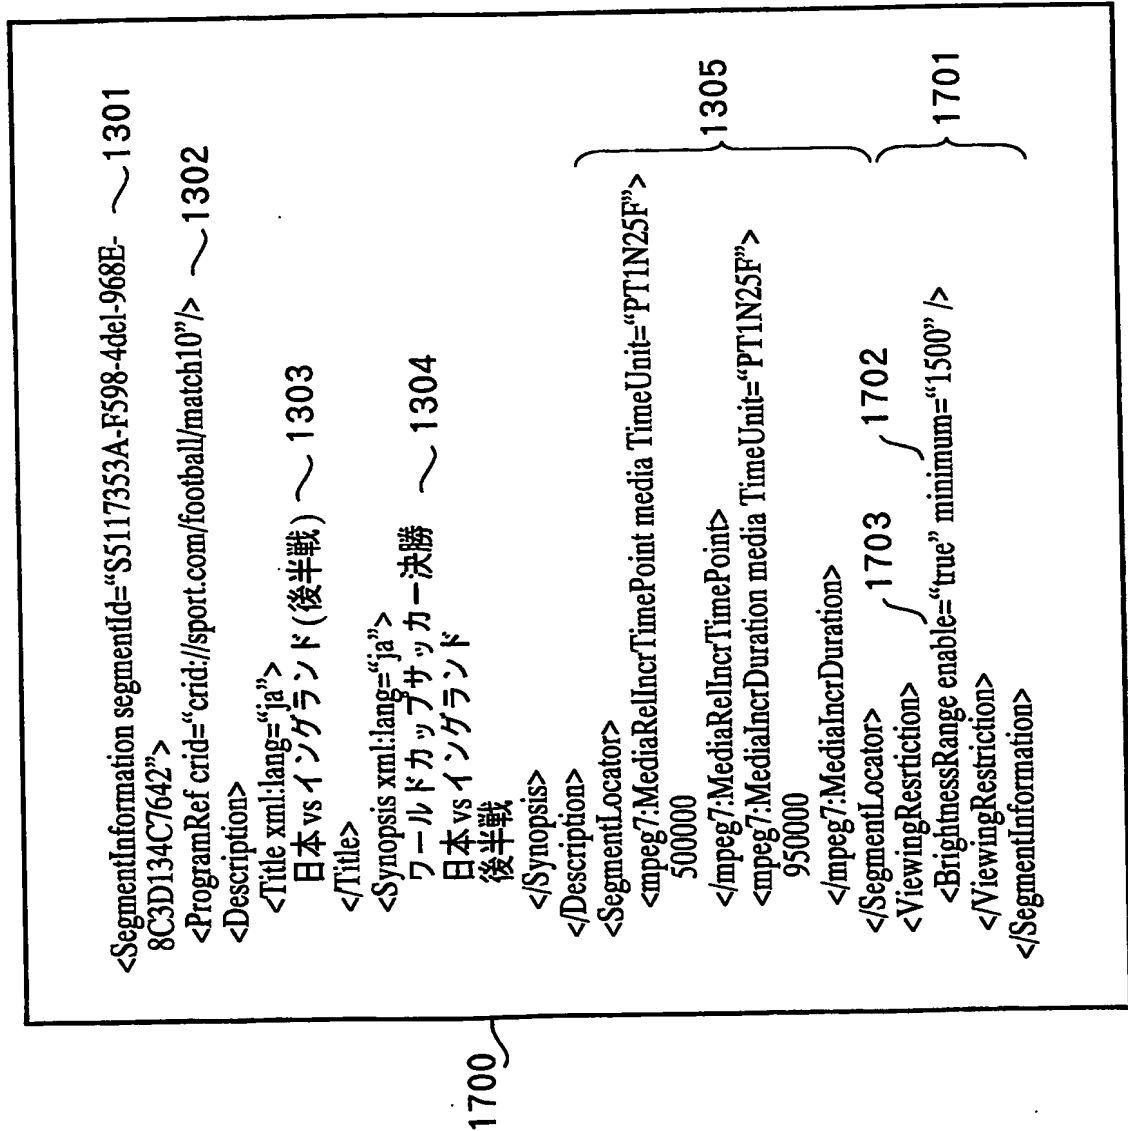 <SegmentInformation segmentId=“S5117353A-F598-4del-968E- 〜1301
8C3D134C7642”>
<ProgramRef crid=“crid://sport.com/football/match10”/> 〜1302
<Description>
<Title xml:lang=“ja”>
日本 vs イングランド (後半戦) 〜1303
</Title>
<Synopsis xml:lang=“ja”>
ワールドカップサッカー決勝 〜1304
日本 vs イングランド
後半戦
</Synopsis>
</Description>
<SegmentLocator>
<mpeg7:MediaRelIncrTimePoint media TimeUnit=“PT1N25F”>
500000
</mpeg7:MediaRelIncrTimePoint>
<mpeg7:MediaIncrDuration media TimeUnit=“PT1N25F”>
950000
</mpeg7:MediaIncrDuration>
</SegmentLocator>
1305
<ViewingResrtiction> 1703 1702
<BrightnessRange enable=“true” minimum=“1500” />
</ViewingRestriction>
</SegmentInformation>
1701
1700